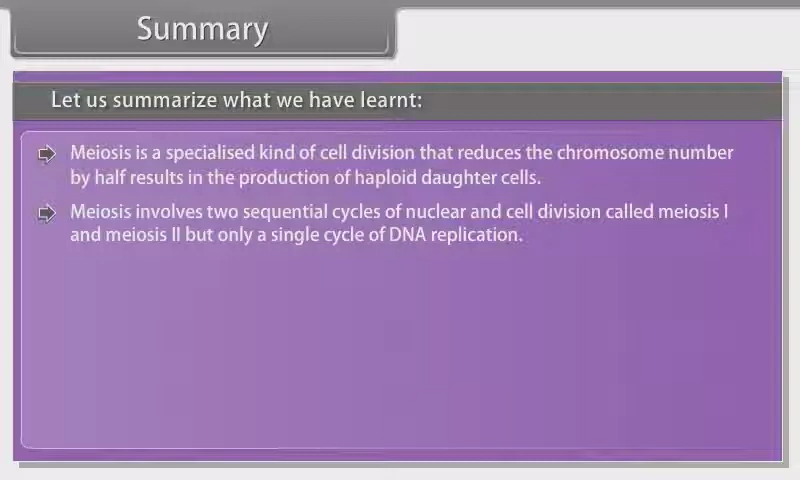 Summary
Let us summarize what we have learnt:
Meiosis is a specialised kind of cell division that reduces the chromosome number
by half results in the production of haploid daughter cells.
Meiosis involves two sequential cycles of nuclear and cell division called meiosis I
and meiosis II but only a single cycle of DNA replication.